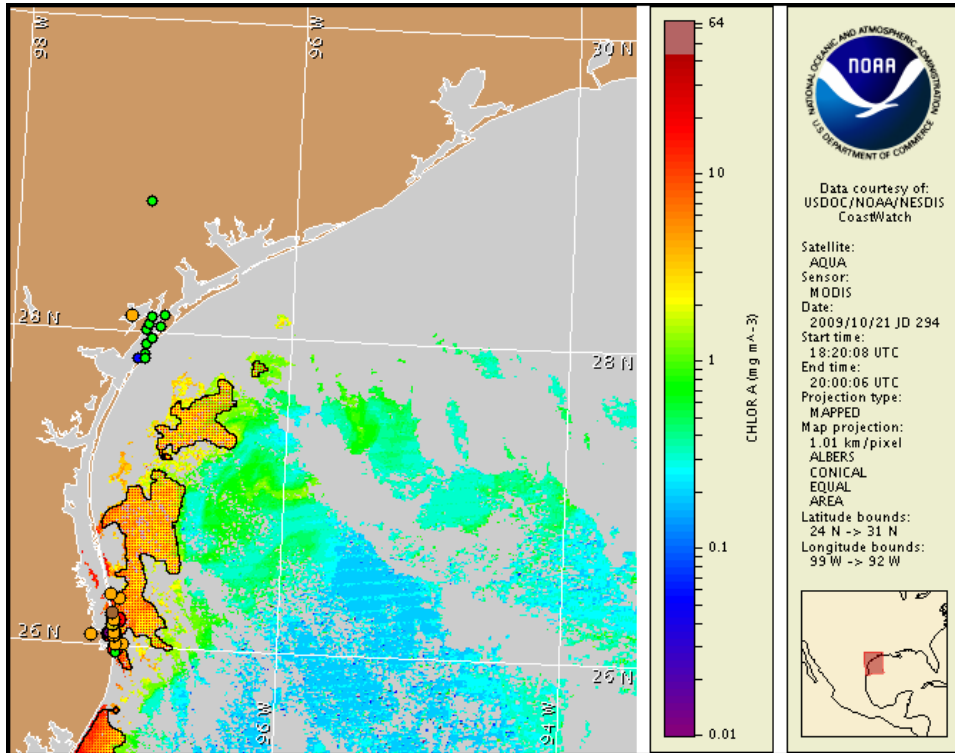 98 W
96 W
30 N
28 N
28 N
26 N
26 N
96 W
94 W
64
10
1
0.1
0.01
CHLOR A (mg m^-3)
NATIONAL OCEANIC AND ATMOSPHERIC ADMINISTRATION
NOAA
U.S. DEPARTMENT OF COMMERCE
Data courtesy of:
USDOC/NOAA/NESDIS
CoastWatch
Satellite:
AQUA
Sensor:
MODIS
Date:
2009/10/21 JD 294
Start time:
18:20:08 UTC
End time:
20:00:06 UTC
Projection type:
MAPPED
Map projection:
1.01 km/pixel
ALBERS
CONICAL
EQUAL
AREA
Latitude bounds:
24 N -> 31 N
Longitude bounds:
99 W -> 92 W